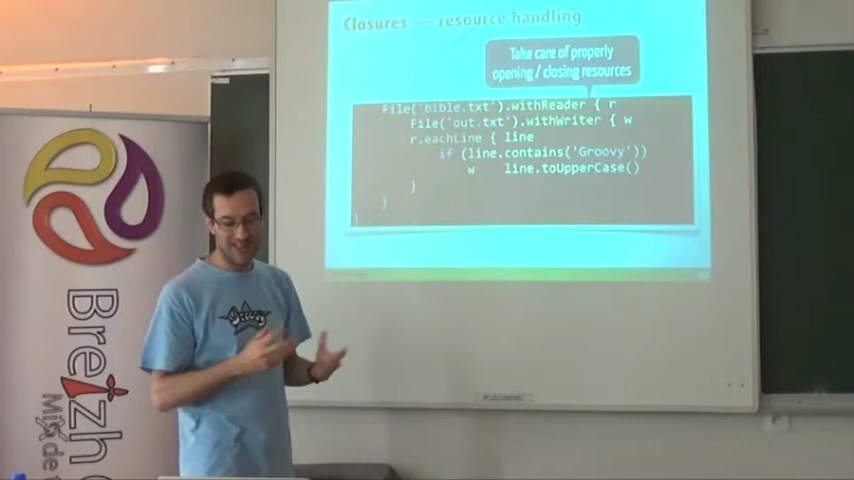 Closures — resource handling
Take care of properly
opening / closing resources
File('bible.txt').withReader { r
File('out.txt').withWriter { w
r.eachLine { line
if (line.contains('Groovy'))
w line.toUpperCase()
}
}
}
Groovy
Breizh